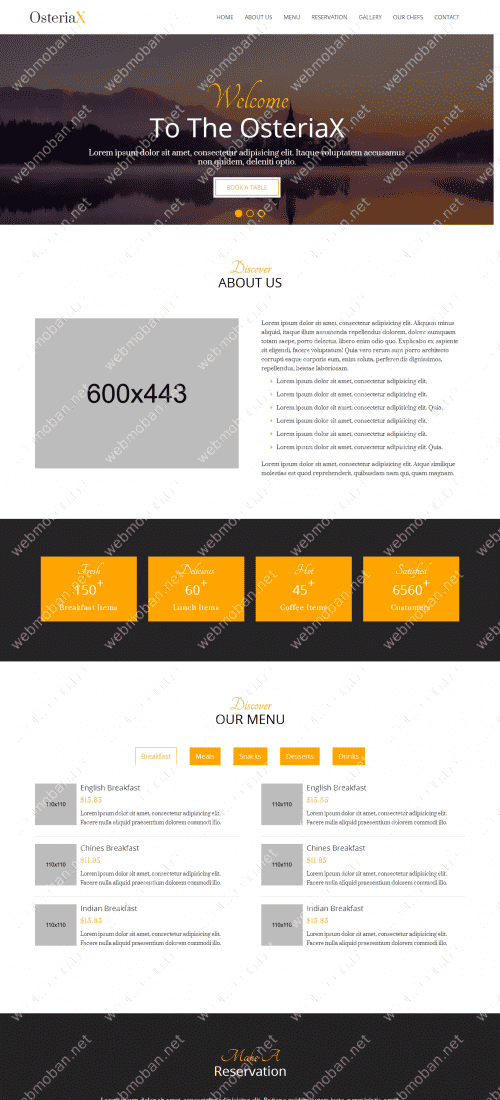 OsteriaX
HOME ABOUT US MENU RESERVATION GALLERY OUR CHEFS CONTACT
Welcome
To The OsteriaX
Lorem ipsum dolor sit amet, consectetur adipisicing elit. Itaque voluptatem accusamus
non quidem, deleniti optio.
BOOK A TABLE
Discover
ABOUT US
600x443
Lorem ipsum dolor sit amet, consectetur adipisicing elit. Aliquam minus
aliquid, itaque illum assumenda repellendus dolorem, dolore numquam
totam saepe, porro delectus, libero enim odio quo. Explicabo ex sapiente
sit eligendi, facere voluptatum! Quia vero rerum sunt porro architecto
corrupti eaque corporis eum, enim soluta, perferendis dignissimos,
repellendus, beatae laboriosam.
Lorem ipsum dolor sit amet, consectetur adipisicing elit.
Lorem ipsum dolor sit amet, consectetur adipisicing elit.
Lorem ipsum dolor sit amet, consectetur adipisicing elit. Quia.
Lorem ipsum dolor sit amet, consectetur adipisicing elit.
Lorem ipsum dolor sit amet, consectetur adipisicing elit.
Lorem ipsum dolor sit amet, consectetur adipisicing elit. Quia.
Lorem ipsum dolor sit amet, consectetur adipisicing elit. Atque similique
molestias est quod reprehenderit, quibusdam nam qui, quam magnam.
Fresh
150+
Breakfast Items
Delicious
60+
Lunch Items
Hot
45+
Coffee Items
Satisfied
6560+
Costumers
Discover
OUR MENU
Breakfast Meals Snacks Desserts Drinks
110x110
English Breakfast
$15.85
Lorem ipsum dolor sit amet, consectetur adipisicing elit.
Facere nulla aliquid praesentium dolorem commodi illo.
110x110
English Breakfast
$15.85
Lorem ipsum dolor sit amet, consectetur adipisicing elit.
Facere nulla aliquid praesentium dolorem commodi illo.
110x110
Chines Breakfast
$11.95
Lorem ipsum dolor sit amet, consectetur adipisicing elit.
Facere nulla aliquid praesentium dolorem commodi illo.
110x110
Chines Breakfast
$11.95
Lorem ipsum dolor sit amet, consectetur adipisicing elit.
Facere nulla aliquid praesentium dolorem commodi illo.
110x110
Indian Breakfast
$15.85
Lorem ipsum dolor sit amet, consectetur adipisicing elit.
Facere nulla aliquid praesentium dolorem commodi illo.
110x110
Indian Breakfast
$15.85
Lorem ipsum dolor sit amet, consectetur adipisicing elit.
Facere nulla aliquid praesentium dolorem commodi illo.
Make A
Reservation
webmoban.net